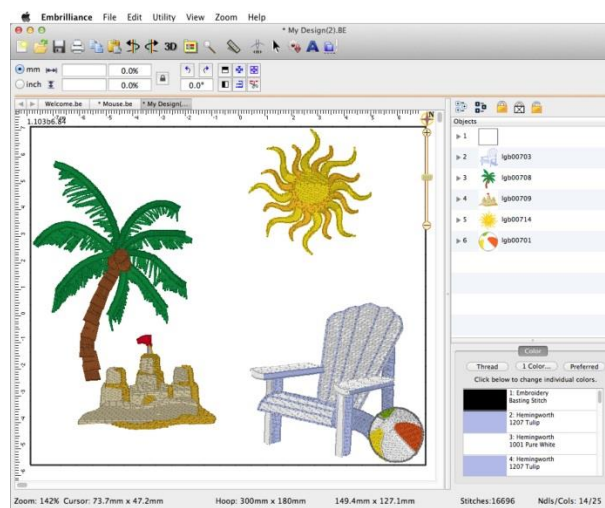 Embrilliance File Edit Utility View Zoom Help
* My Design(2).BE
3D
A
mm 0.0%
inch 0.0% 0.0°
Welcome.be * Mouse.be * My Design(...
1.103b6.84
N
Objects
1
2 lgb00703
3 lgb00708
4 lgb00709
5 lgb00714
6 lgb00701
Color
Thread 1 Color... Preferred
Click below to change individual colors.
1: Embroidery
Basting Stitch
2: Hemingworth
1207 Tulip
3: Hemingworth
1001 Pure White
4: Hemingworth
1207 Tulip
Zoom: 142% Cursor: 73.7mm x 47.2mm Hoop: 300mm x 180mm 149.4mm x 127.1mm Stitches:16696 Ndls/Cols: 14/25